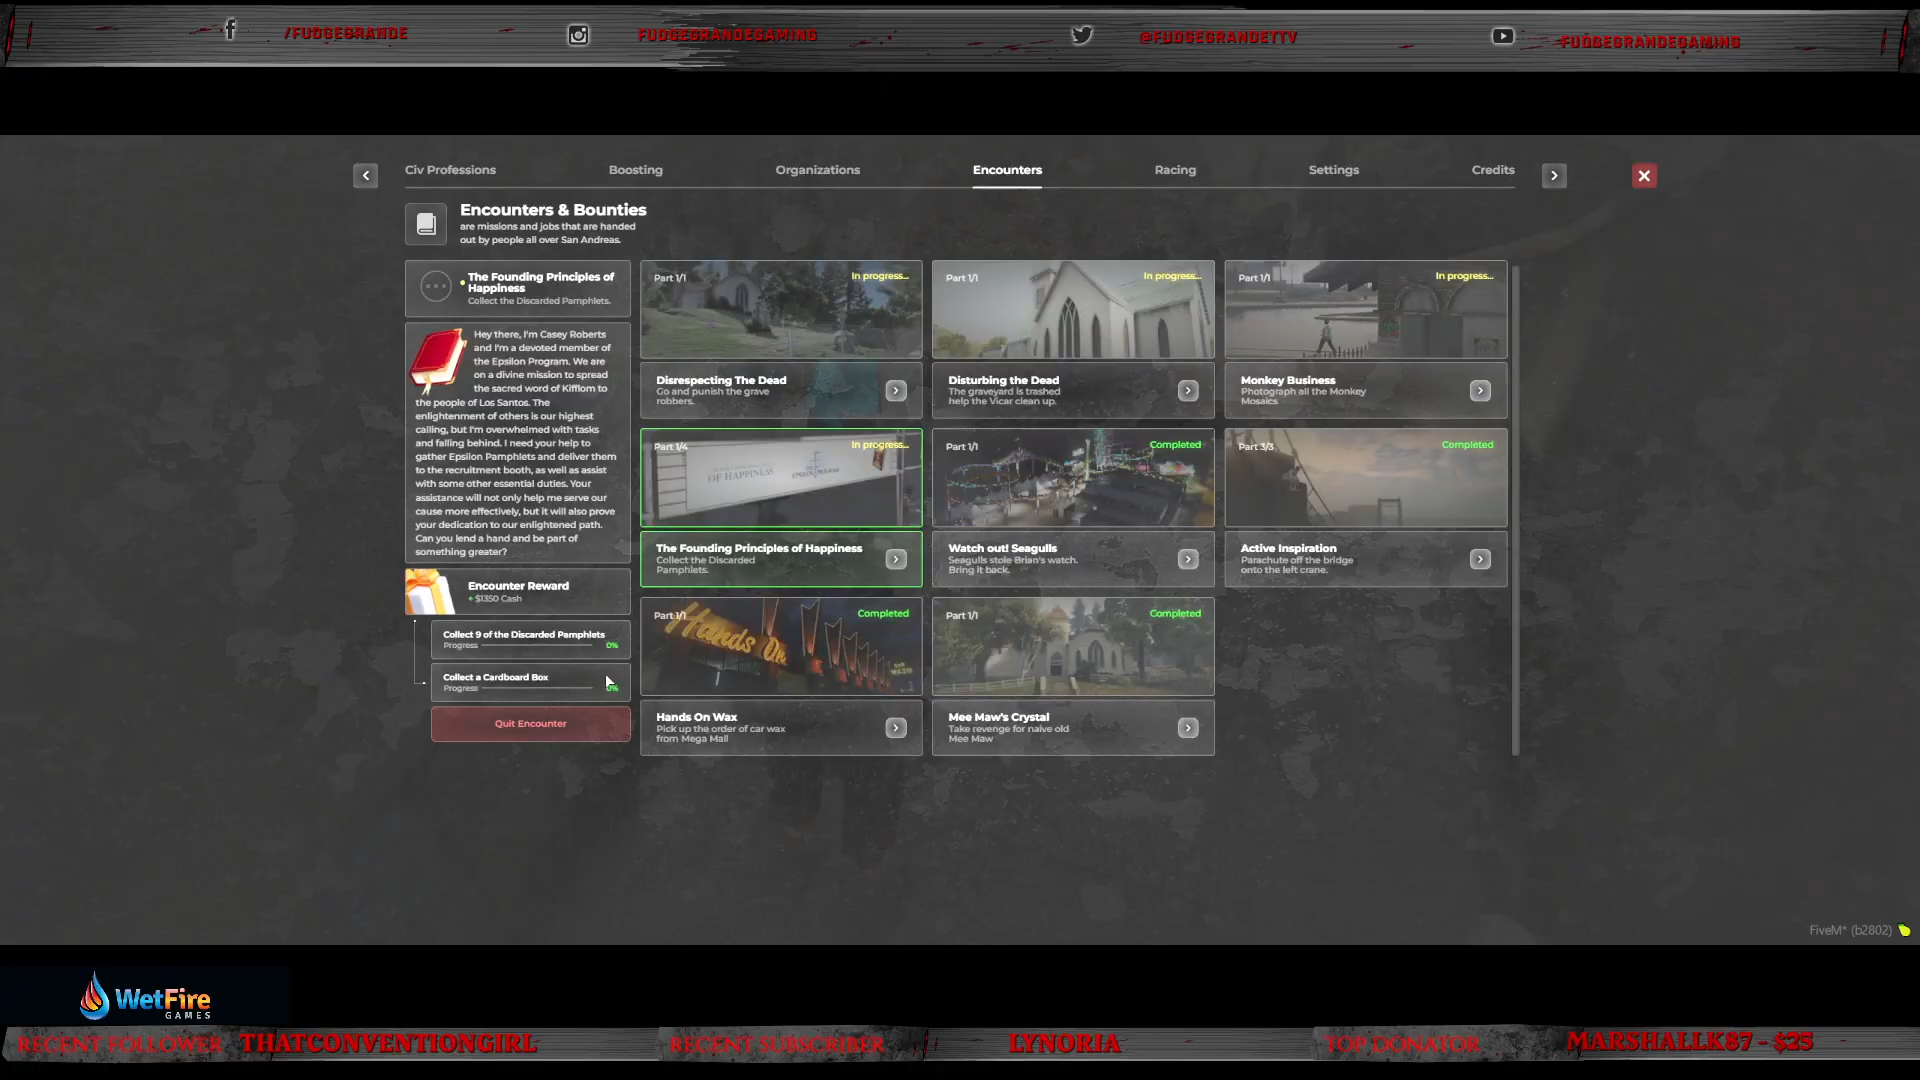 /FUDGEGRANDE
FUDGEGRANDEGAMING
@FUDGEGRANDETTV
FUDGEGRANDEGAMING
Civ Professions
Boosting
Organizations
Encounters
Racing
Settings
Credits
Encounters & Bounties
are missions and jobs that are handed
out by people all over San Andreas.
The Founding Principles of
Happiness
Collect the Discarded Pamphlets.
Hey there, I'm Casey Roberts
and I'm a devoted member of
the Epsilon Program. We are
on a divine mission to spread
the sacred word of Kifflom to
the people of Los Santos. The
enlightenment of others is our highest
calling, but I'm overwhelmed with tasks
and falling behind. I need your help to
gather Epsilon Pamphlets and deliver them
to the recruitment booth, as well as assist
with some other essential duties. Your
assistance will not only help me serve our
cause more effectively, but it will also prove
your dedication to our enlightened path.
Can you lend a hand and be part of
something greater?
Encounter Reward
+ $1350 Cash
Collect 9 of the Discarded Pamphlets
Progress 0%
Collect a Cardboard Box
Progress 0%
Quit Encounter
Part 1/1
In progress...
Disrespecting The Dead
Go and punish the grave
robbers.
Part 1/1
In progress...
Disturbing the Dead
The graveyard is trashed
help the Vicar clean up.
Part 1/1
In progress...
Monkey Business
Photograph all the Monkey
Mosaics
Part 1/4
In progress...
OF HAPPINESS
EPSILON PROGRAM
The Founding Principles of Happiness
Collect the Discarded
Pamphlets.
Part 1/1
Completed
Watch out! Seagulls
Seagulls stole Brian's watch.
Bring it back.
Part 3/3
Completed
Active Inspiration
Parachute off the bridge
onto the left crane.
Part 1/1
Completed
Hands On
Hands On Wax
Pick up the order of car wax
from Mega Mall
Part 1/1
Completed
Mee Maw's Crystal
Take revenge for naive old
Mee Maw
FiveM* (b2802)
WetFire
GAMES
RECENT FOLLOWER
THATCONVENTIONGIRL
RECENT SUBSCRIBER
LYNORIA
TOP DONATOR
MARSHALLK87 - $25